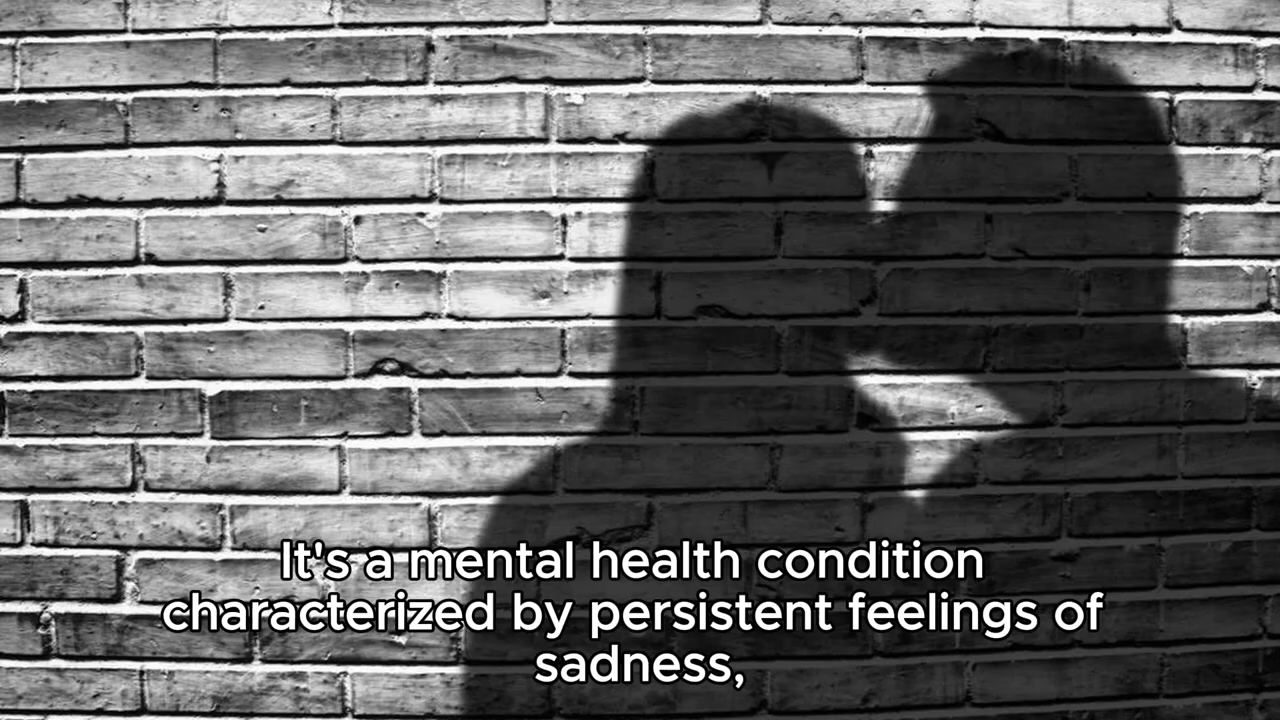 It's a mental health condition
characterized by persistent feelings of
sadness,